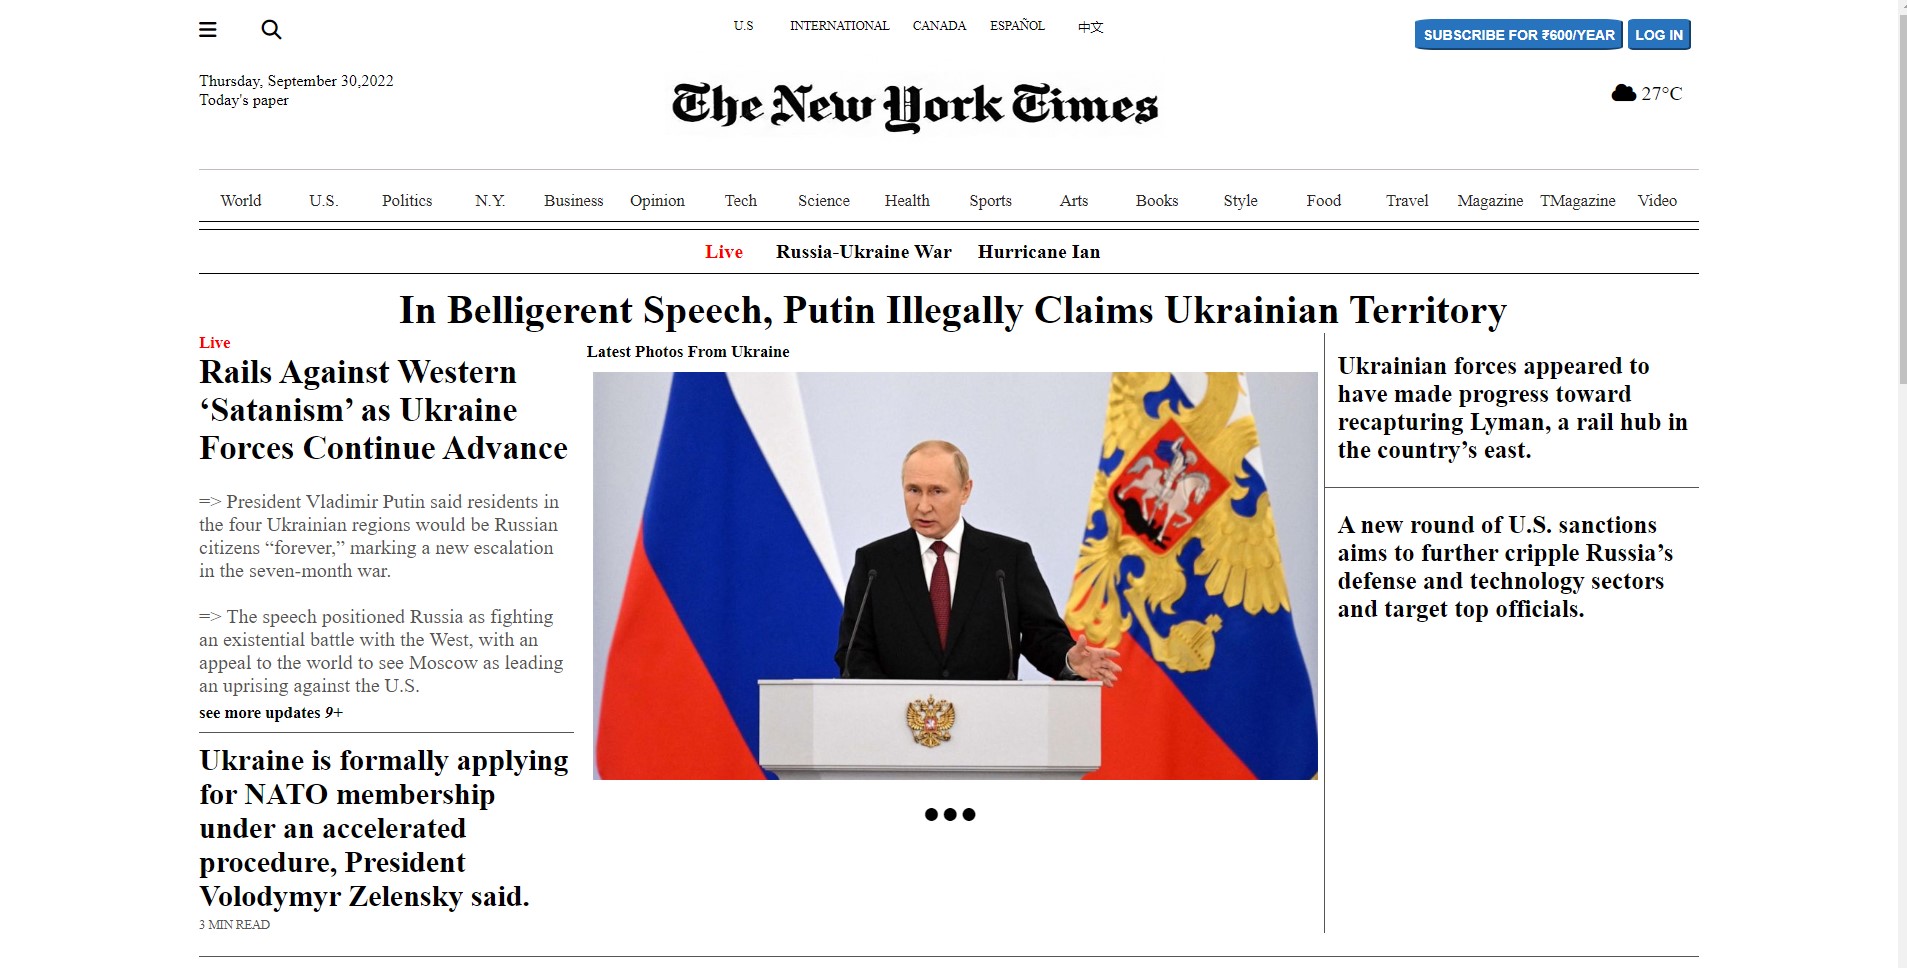 U.S INTERNATIONAL CANADA ESPAÑOL 中文
SUBSCRIBE FOR ₹600/YEAR LOG IN
Thursday, September 30,2022
Today's paper
The New York Times
27°C
World U.S. Politics N.Y. Business Opinion Tech Science Health Sports Arts Books Style Food Travel Magazine TMagazine Video
Live Russia-Ukraine War Hurricane Ian
In Belligerent Speech, Putin Illegally Claims Ukrainian Territory
Live
Rails Against Western
‘Satanism’ as Ukraine
Forces Continue Advance
=> President Vladimir Putin said residents in
the four Ukrainian regions would be Russian
citizens “forever,” marking a new escalation
in the seven-month war.
=> The speech positioned Russia as fighting
an existential battle with the West, with an
appeal to the world to see Moscow as leading
an uprising against the U.S.
see more updates 9+
Ukraine is formally applying
for NATO membership
under an accelerated
procedure, President
Volodymyr Zelensky said.
3 MIN READ
Latest Photos From Ukraine
Ukrainian forces appeared to
have made progress toward
recapturing Lyman, a rail hub in
the country’s east.
A new round of U.S. sanctions
aims to further cripple Russia’s
defense and technology sectors
and target top officials.